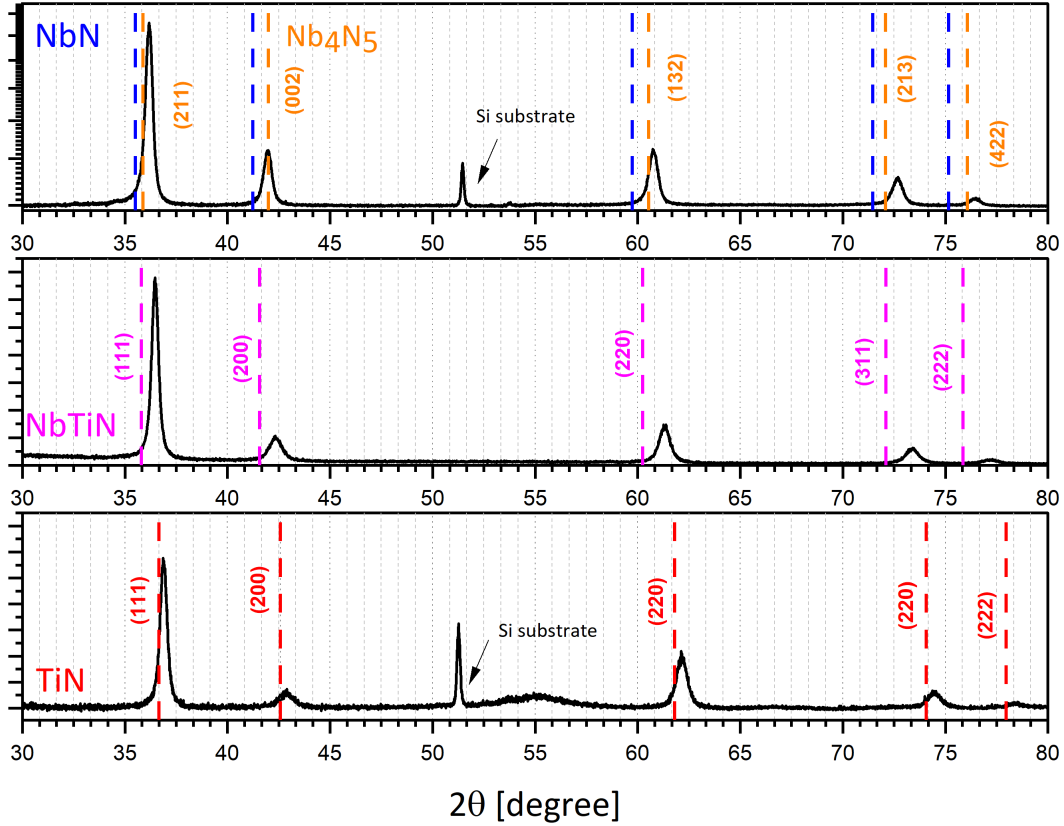 NbN
Nb₄N₅
(211)
(002)
Si substrate
(132)
(213)
(422)
30 35 40 45 50 55 60 65 70 75 80
(111)
(200)
(220)
(311)
(222)
NbTiN
30 35 40 45 50 55 60 65 70 75 80
(111)
(200)
Si substrate
(220)
(220)
(222)
TiN
30 35 40 45 50 55 60 65 70 75 80
2θ [degree]